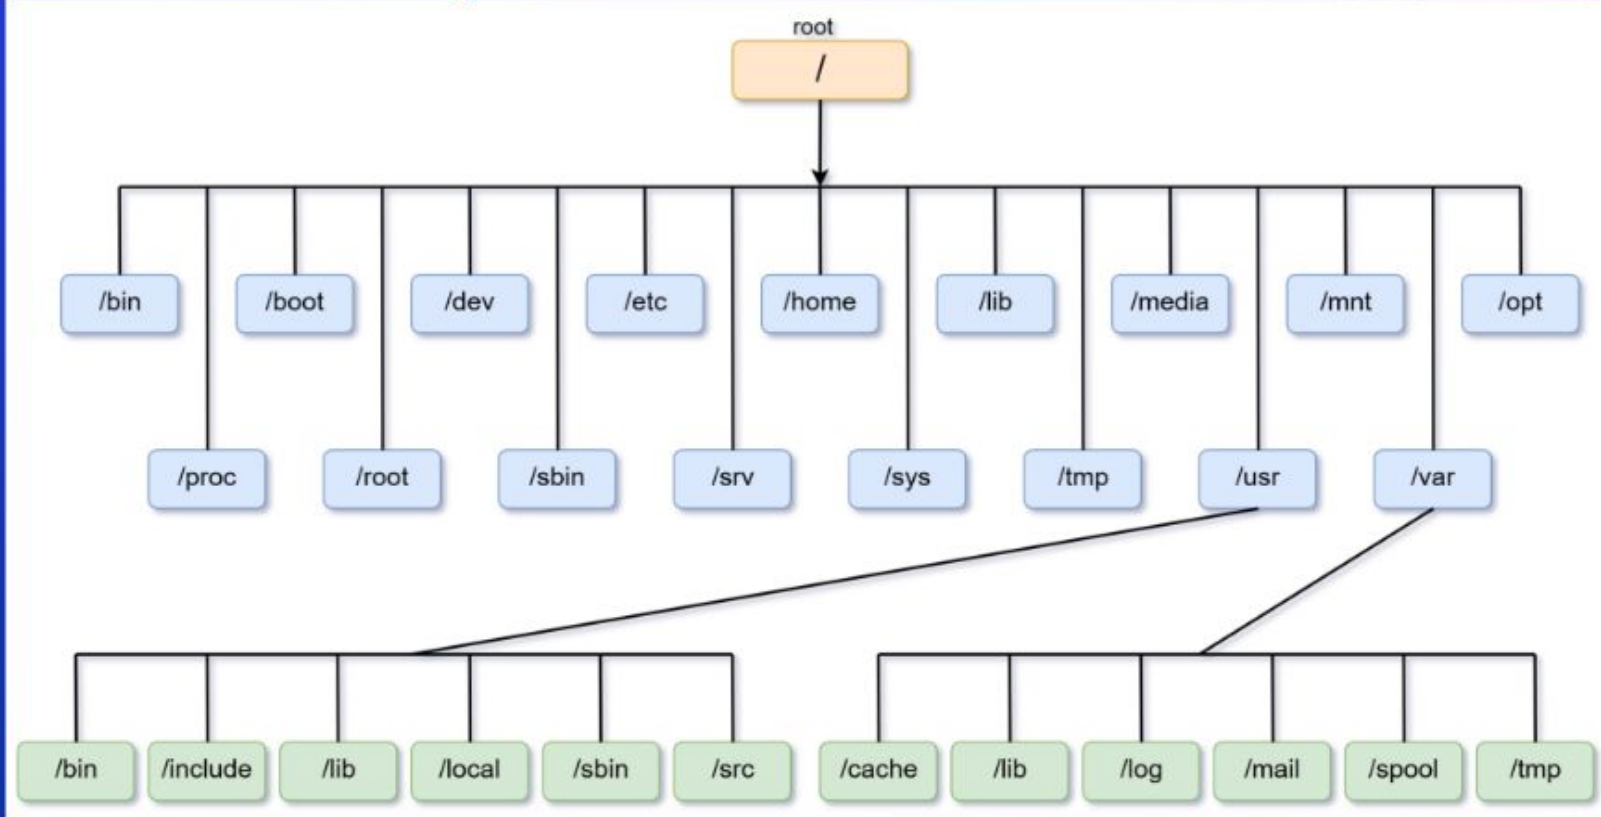 root
/
/bin
/boot
/dev
/etc
/home
/lib
/media
/mnt
/opt
/proc
/root
/sbin
/srv
/sys
/tmp
/usr
/var
/bin
/include
/lib
/local
/sbin
/src
/cache
/lib
/log
/mail
/spool
/tmp